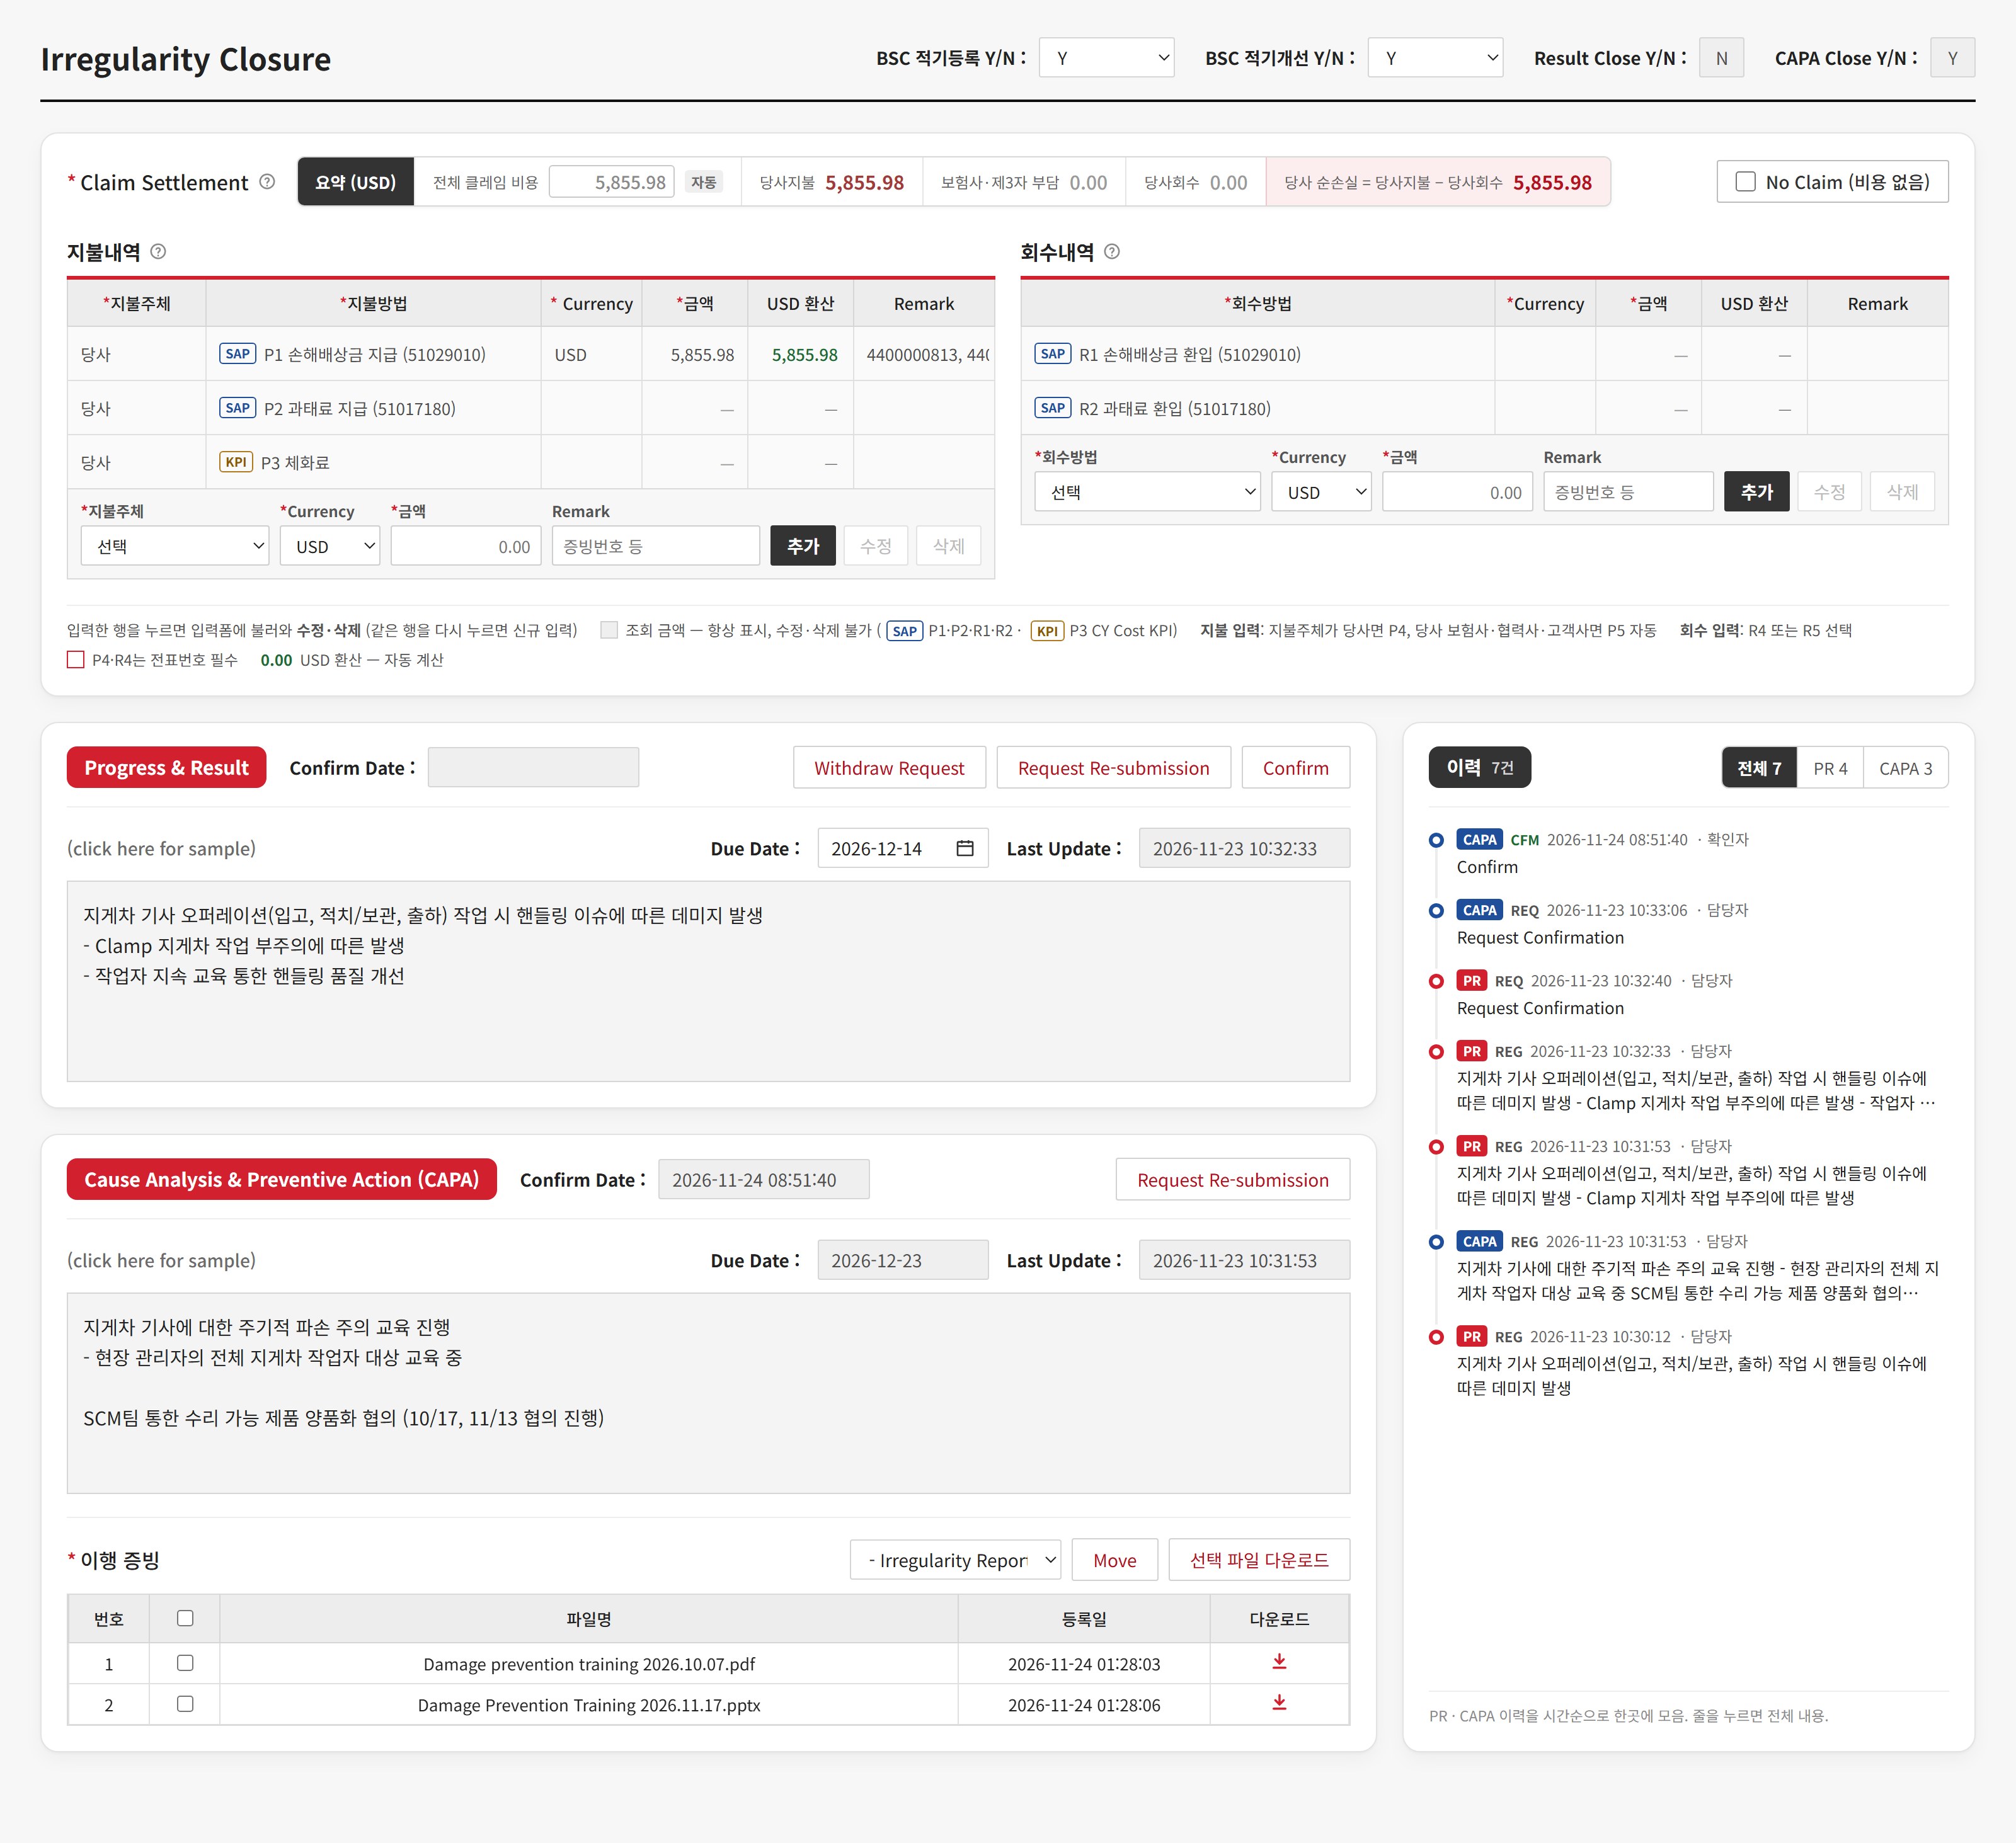 Irregularity Closure
BSC 적기등록 Y/N : Y BSC 적기개선 Y/N : Y Result Close Y/N : N CAPA Close Y/N : Y
* Claim Settlement ? 요약 (USD) 전체 클레임 비용 5,855.98 자동 당사지불 5,855.98 보험사·제3자 부담 0.00 당사회수 0.00 당사 순손실 = 당사지불 − 당사회수 5,855.98 No Claim (비용 없음)
지불내역 ?
*지불주체 *지불방법 * Currency *금액 USD 환산 Remark
당사 SAP P1 손해배상금 지급 (51029010) USD 5,855.98 5,855.98 4400000813, 44(
당사 SAP P2 과태료 지급 (51017180) — —
당사 KPI P3 체화료 — —
*지불주체 *Currency *금액 Remark
선택 USD 0.00 증빙번호 등 추가 수정 삭제
회수내역 ?
*회수방법 *Currency *금액 USD 환산 Remark
SAP R1 손해배상금 환입 (51029010) — —
SAP R2 과태료 환입 (51017180) — —
*회수방법 *Currency *금액 Remark
선택 USD 0.00 증빙번호 등 추가 수정 삭제
입력한 행을 누르면 입력폼에 불러와 수정·삭제 (같은 행을 다시 누르면 신규 입력) 조회 금액 — 항상 표시, 수정·삭제 불가 ( SAP P1·P2·R1·R2 · KPI P3 CY Cost KPI) 지불 입력: 지불주체가 당사면 P4, 당사 보험사·협력사·고객사면 P5 자동 회수 입력: R4 또는 R5 선택
P4·R4는 전표번호 필수 0.00 USD 환산 — 자동 계산
Progress & Result Confirm Date : Withdraw Request Request Re-submission Confirm
(click here for sample) Due Date : 2026-12-14 Last Update : 2026-11-23 10:32:33
지게차 기사 오퍼레이션(입고, 적치/보관, 출하) 작업 시 핸들링 이슈에 따른 데미지 발생
- Clamp 지게차 작업 부주의에 따른 발생
- 작업자 지속 교육 통한 핸들링 품질 개선
Cause Analysis & Preventive Action (CAPA) Confirm Date : 2026-11-24 08:51:40 Request Re-submission
(click here for sample) Due Date : 2026-12-23 Last Update : 2026-11-23 10:31:53
지게차 기사에 대한 주기적 파손 주의 교육 진행
- 현장 관리자의 전체 지게차 작업자 대상 교육 중
SCM팀 통한 수리 가능 제품 양품화 협의 (10/17, 11/13 협의 진행)
* 이행 증빙 - Irregularity Repor Move 선택 파일 다운로드
번호 파일명 등록일 다운로드
1 Damage prevention training 2026.10.07.pdf 2026-11-24 01:28:03
2 Damage Prevention Training 2026.11.17.pptx 2026-11-24 01:28:06
이력 7건 전체 7 PR 4 CAPA 3
CAPA CFM 2026-11-24 08:51:40 · 확인자
Confirm
CAPA REQ 2026-11-23 10:33:06 · 담당자
Request Confirmation
PR REQ 2026-11-23 10:32:40 · 담당자
Request Confirmation
PR REG 2026-11-23 10:32:33 · 담당자
지게차 기사 오퍼레이션(입고, 적치/보관, 출하) 작업 시 핸들링 이슈에
따른 데미지 발생 - Clamp 지게차 작업 부주의에 따른 발생 - 작업자 …
PR REG 2026-11-23 10:31:53 · 담당자
지게차 기사 오퍼레이션(입고, 적치/보관, 출하) 작업 시 핸들링 이슈에
따른 데미지 발생 - Clamp 지게차 작업 부주의에 따른 발생
CAPA REG 2026-11-23 10:31:53 · 담당자
지게차 기사에 대한 주기적 파손 주의 교육 진행 - 현장 관리자의 전체 지
게차 작업자 대상 교육 중 SCM팀 통한 수리 가능 제품 양품화 협의…
PR REG 2026-11-23 10:30:12 · 담당자
지게차 기사 오퍼레이션(입고, 적치/보관, 출하) 작업 시 핸들링 이슈에
따른 데미지 발생
PR · CAPA 이력을 시간순으로 한곳에 모음. 줄을 누르면 전체 내용.